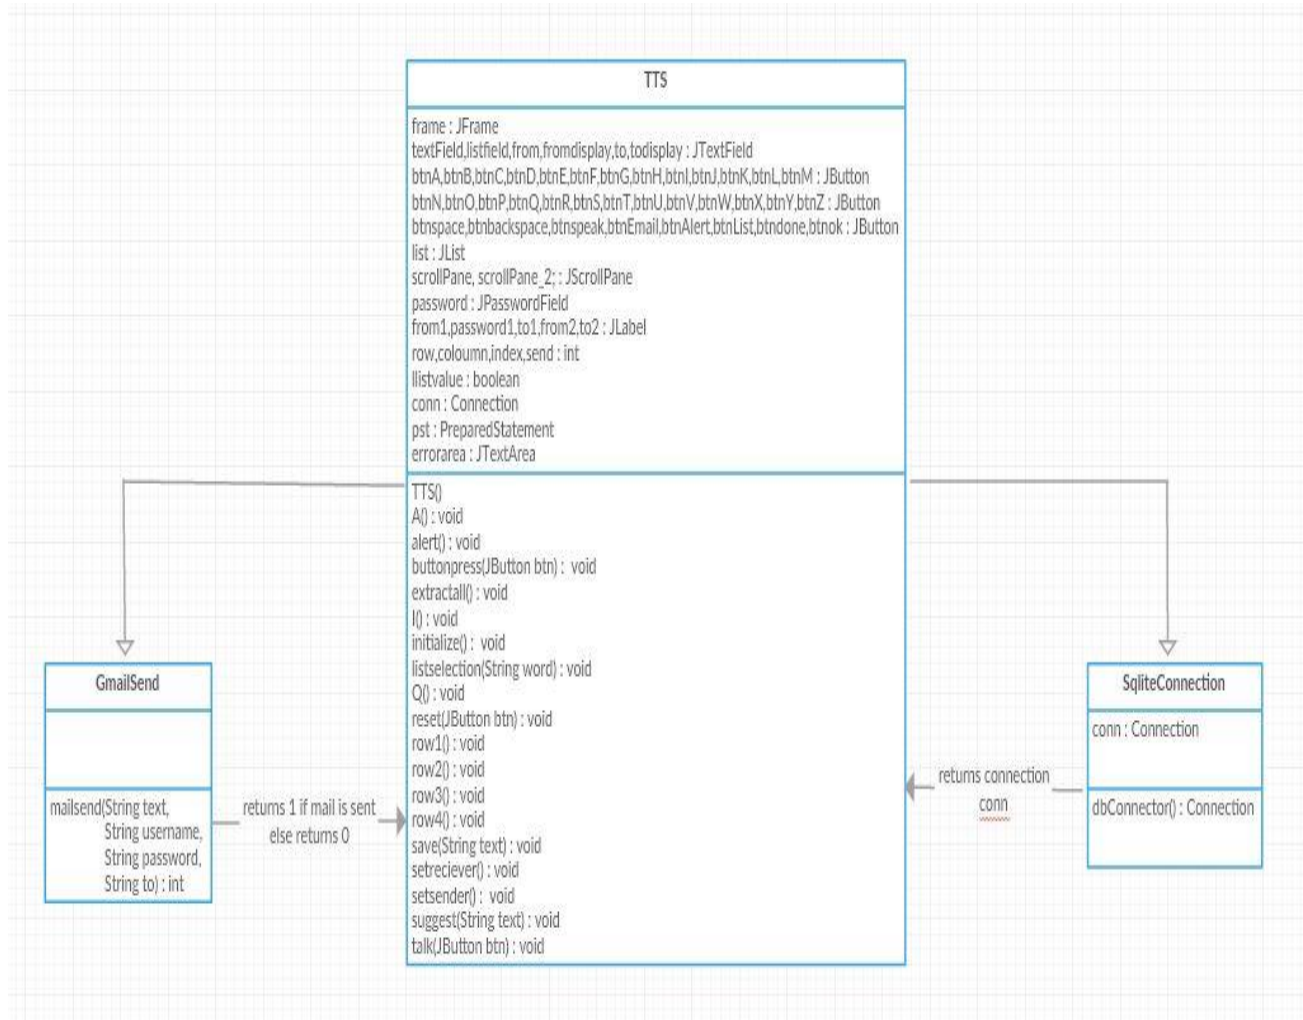 TTS
frame : JFrame
textField,listfield,from,fromdisplay,to,todisplay : JTextField
btnA,btnB,btnC,btnD,btnE,btnF,btnG,btnH,btnI,btnJ,btnK,btnL,btnM : JButton
btnN,btnO,btnP,btnQ,btnR,btnS,btnT,btnU,btnV,btnW,btnX,btnY,btnZ : JButton
btnspace,btnbackspace,btnspeak,btnEmail,btnAlert,btnList,btndone,btnok : JButton
list : JList
scrollPane, scrollPane_2; : JScrollPane
password : JPasswordField
from1,password1,to1,from2,to2 : JLabel
row,coloumn,index,send : int
llistvalue : boolean
conn : Connection
pst : PreparedStatement
errorarea : JTextArea
TTS()
A() : void
alert() : void
buttonpress(JButton btn) : void
extractall() : void
I() : void
initialize() : void
listselection(String word) : void
Q() : void
reset(JButton btn) : void
row1() : void
row2() : void
row3() : void
row4() : void
save(String text) : void
setreciever() : void
setsender() : void
suggest(String text) : void
talk(JButton btn) : void
GmailSend
mailsend(String text,
String username,
String password,
String to) : int
returns 1 if mail is sent
else returns 0
SqliteConnection
conn : Connection
dbConnector() : Connection
returns connection
conn